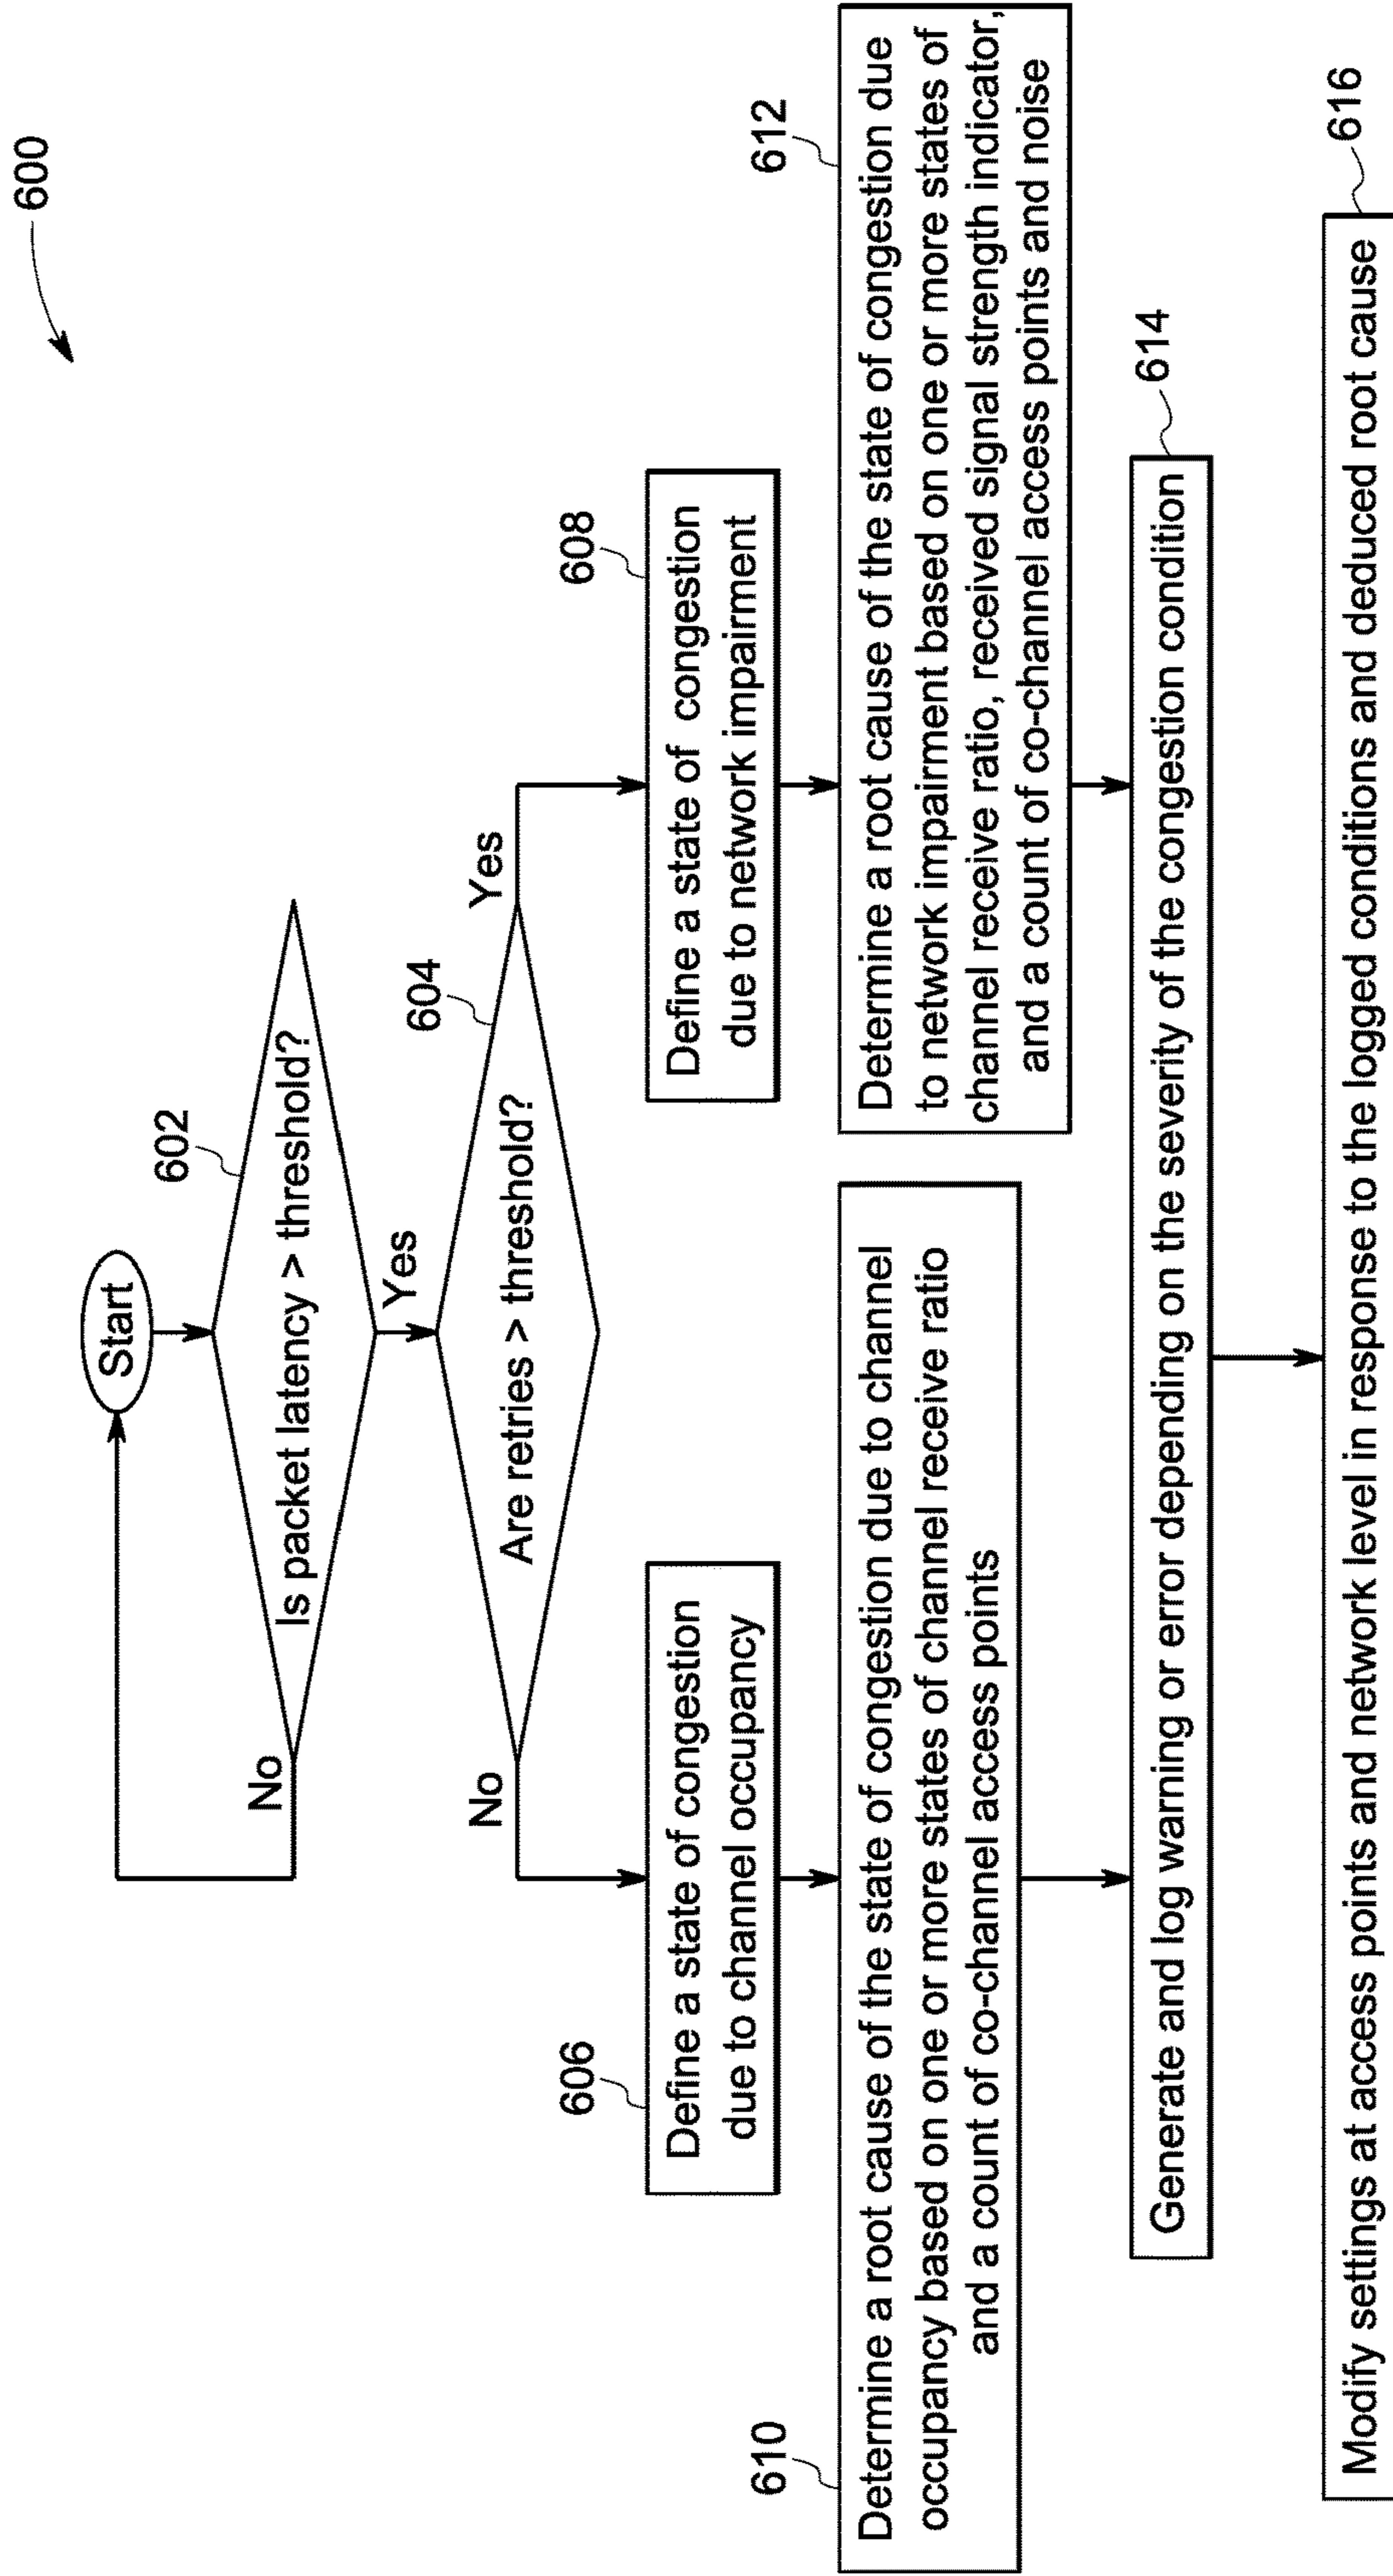 600
Start
602
Is packet latency > threshold?
No
Yes
604
Are retries > threshold?
No
Yes
606
Define a state of congestion
due to channel occupancy
608
Define a state of congestion
due to network impairment
610
Determine a root cause of the state of congestion due to channel
occupancy based on one or more states of channel receive ratio
and a count of co-channel access points
612
Determine a root cause of the state of congestion due
to network impairment based on one or more states of
channel receive ratio, received signal strength indicator,
and a count of co-channel access points and noise
614
Generate and log warning or error depending on the severity of the congestion condition
616
Modify settings at access points and network level in response to the logged conditions and deduced root cause